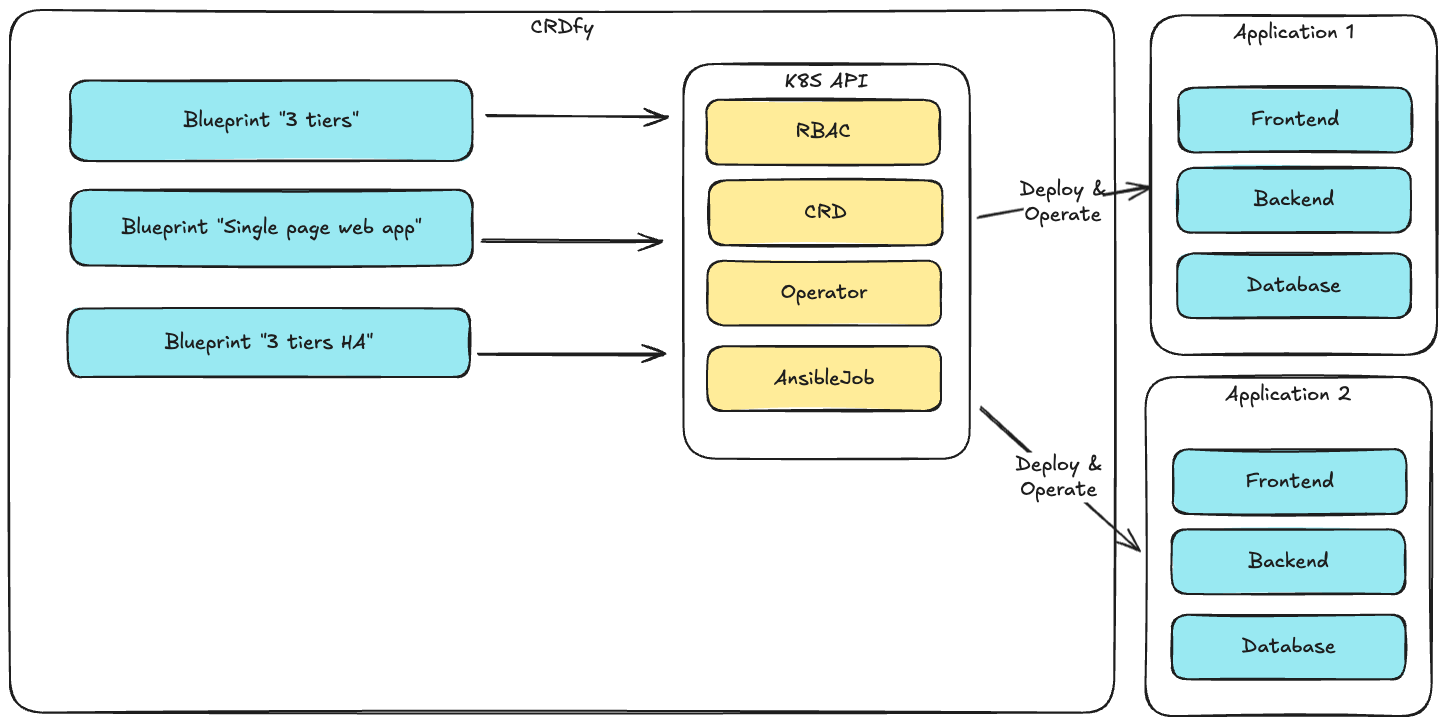 CRDfy
Blueprint "3 tiers"
Blueprint "Single page web app"
Blueprint "3 tiers HA"
K8S API
RBAC
CRD
Operator
AnsibleJob
Deploy &
Operate
Deploy &
Operate
Application 1
Frontend
Backend
Database
Application 2
Frontend
Backend
Database